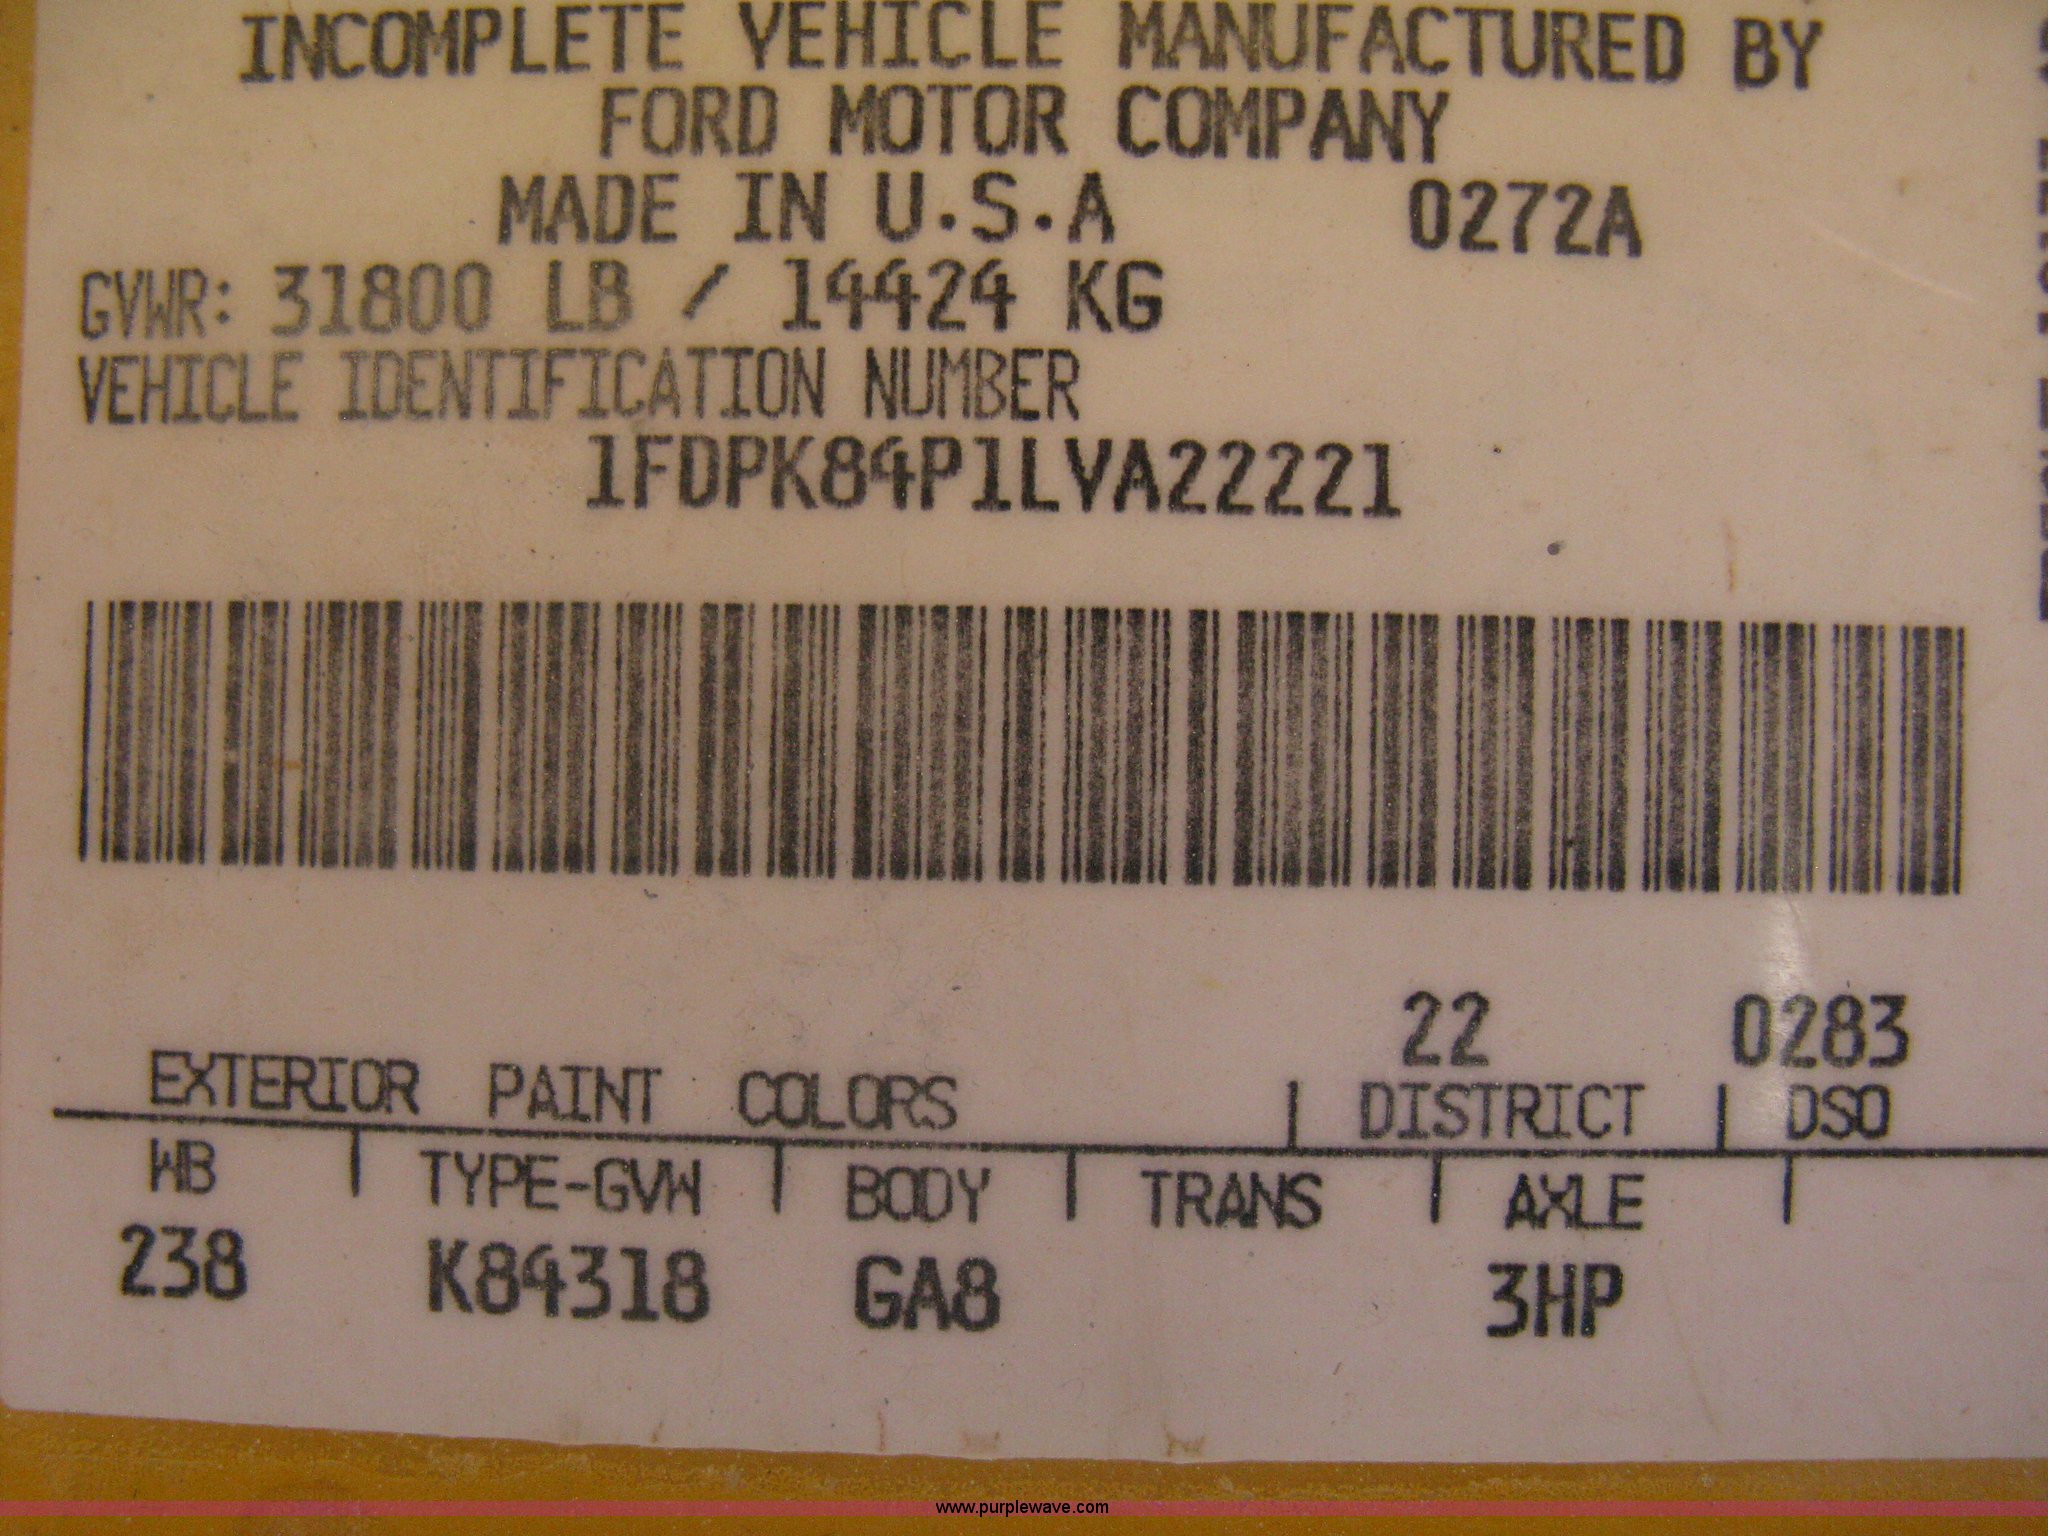 INCOMPLETE VEHICLE MANUFACTURED BY
FORD MOTOR COMPANY
MADE IN U.S.A 0272A
GVWR: 31800 LB / 14424 KG
VEHICLE IDENTIFICATION NUMBER
1FDPK84P1LVA22221
22 0283
EXTERIOR PAINT COLORS DISTRICT DSO
WB TYPE-GVW BODY TRANS AXLE
238 K84318 GA8 3HP
www.purplewave.com